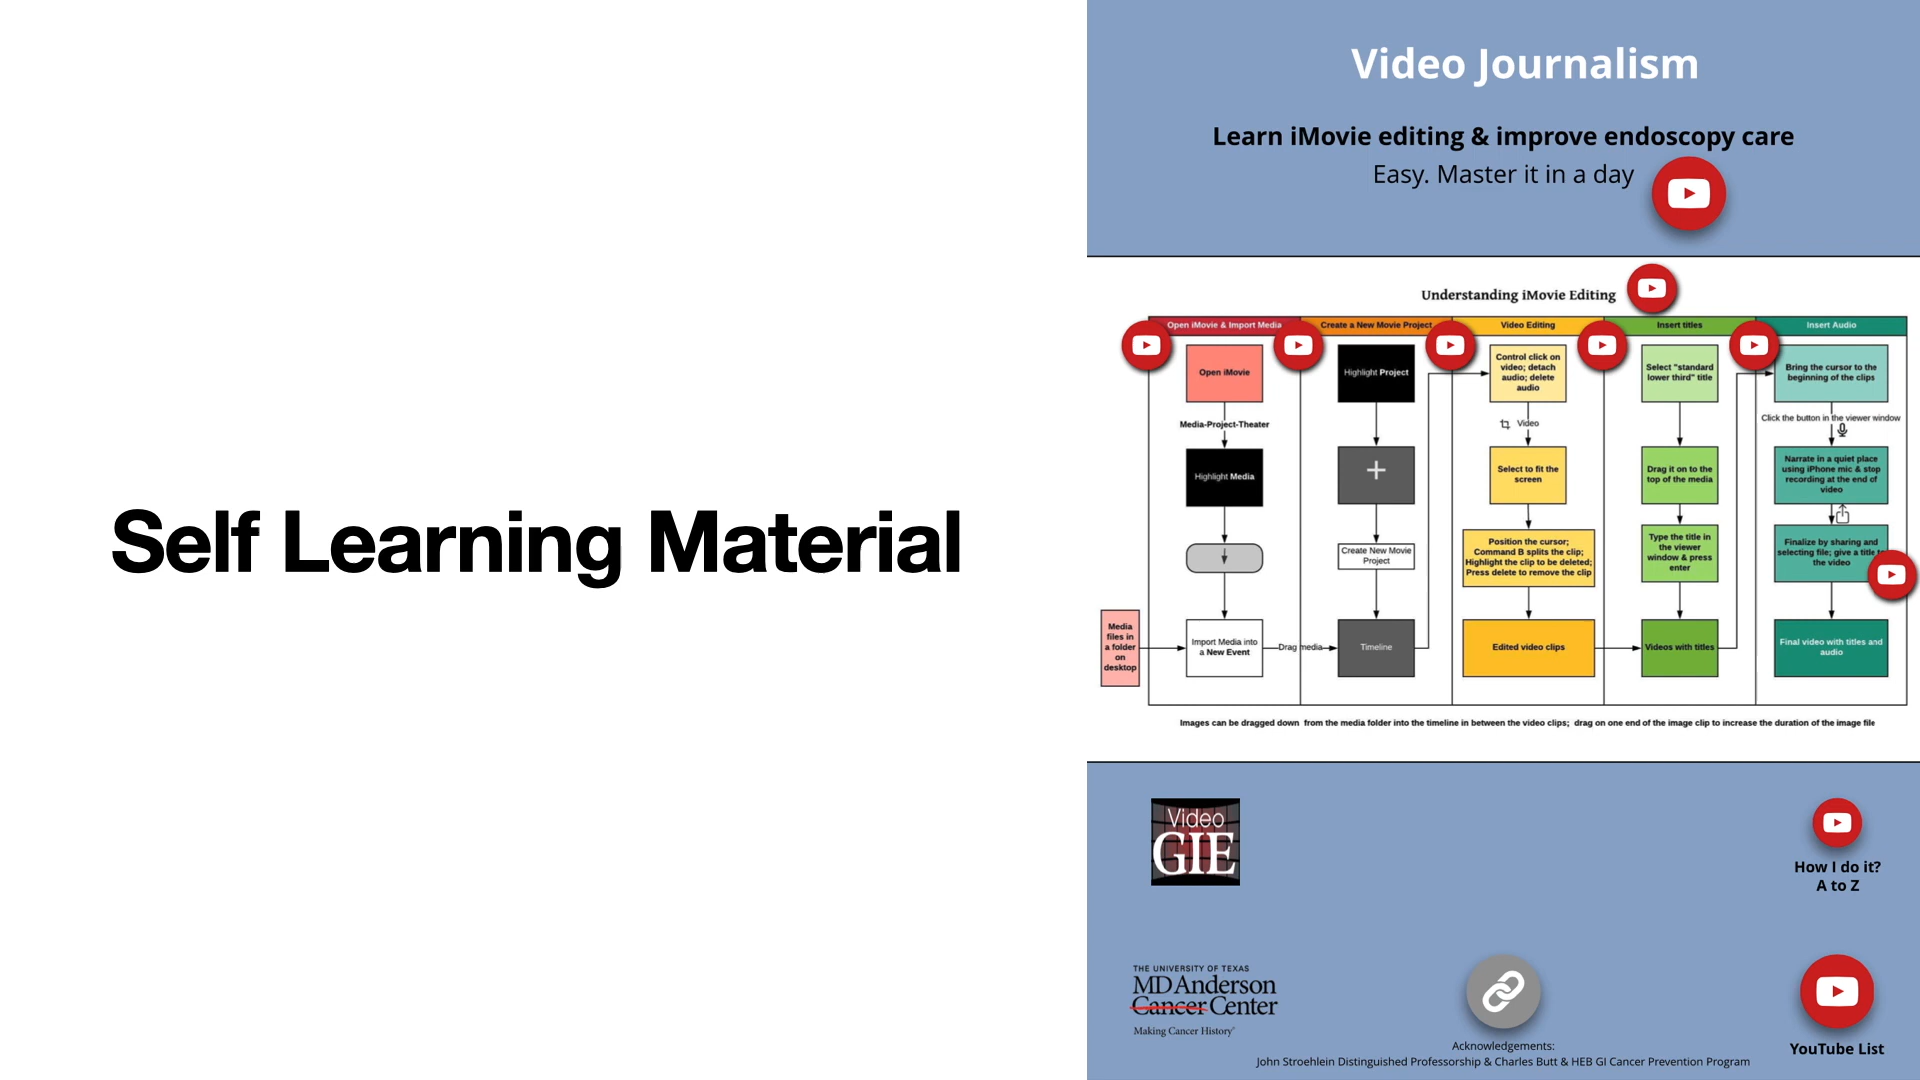 Self Learning Material
Video Journalism
Learn iMovie editing & improve endoscopy care
Easy. Master it in a day
Understanding iMovie Editing
Open iMovie & Import Media
Create a New Movie Project
Video Editing
Insert titles
Insert Audio
Open iMovie
Media-Project-Theater
Highlight Media
Media
files in
a folder
on
desktop
Import Media into
a New Event
Drag media
Highlight Project
+
Create New Movie
Project
Timeline
Control click on
video; detach
audio; delete
audio
Video
Select to fit the
screen
Position the cursor;
Command B splits the clip;
Highlight the clip to be deleted;
Press delete to remove the clip
Edited video clips
Select "standard
lower third" title
Drag it on to the
top of the media
Type the title in
the viewer
window & press
enter
Videos with titles
Bring the cursor to the
beginning of the clips
Click the button in the viewer window
Narrate in a quiet place
using iPhone mic & stop
recording at the end of
video
Finalize by sharing and
selecting file; give a title
the video
Final video with titles and
audio
Images can be dragged down from the media folder into the timeline in between the video clips; drag on one end of the image clip to increase the duration of the image file
Video
GIE
How I do it?
A to Z
THE UNIVERSITY OF TEXAS
MD Anderson
Cancer Center
Making Cancer History®
Acknowledgements:
John Stroehlein Distinguished Professorship & Charles Butt & HEB GI Cancer Prevention Program
YouTube List